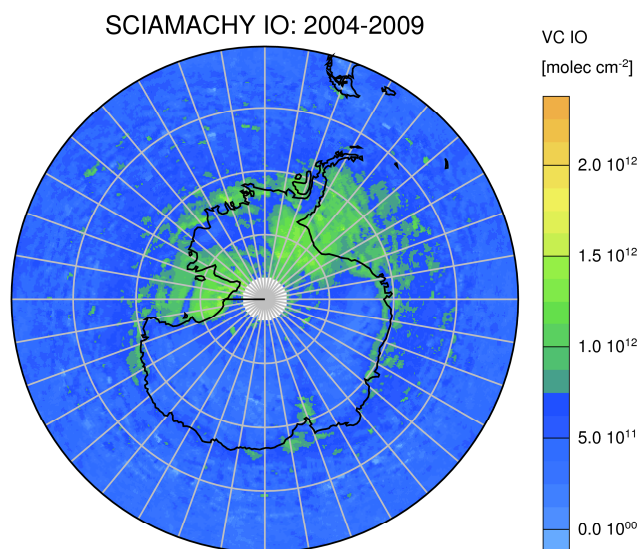 SCIAMACHY IO: 2004-2009
VC IO
[molec cm⁻²]
2.0 10¹²
1.5 10¹²
1.0 10¹²
5.0 10¹¹
0.0 10⁰⁰